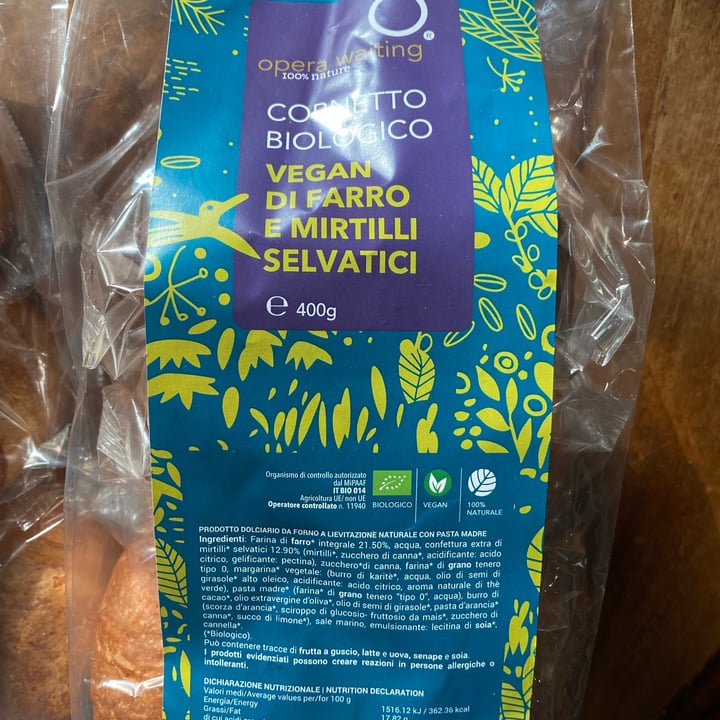 ®
opera waiting
100% nature
CORNETTO
BIOLOGICO
VEGAN
DI FARRO
E MIRTILLI
SELVATICI
℮ 400g
Organismo di controllo autorizzato
dal MiPAAF
IT BIO 014
Agricoltura UE/ non UE
Operatore controllato n. 11940
BIOLOGICO
VEGAN
100%
NATURALE
PRODOTTO DOLCIARIO DA FORNO A LIEVITAZIONE NATURALE CON PASTA MADRE
Ingredienti: Farina di farro* integrale 21.50%, acqua, confettura extra di
mirtilli* selvatici 12.90% (mirtilli*, zucchero di canna*, acidificante: acido
citrico, gelificante: pectina), zucchero*di canna, farina* di grano tenero
tipo 0, margarina* vegetale: (burro di karitè*, acqua, olio di semi di
girasole* alto oleico, acidificante: acido citrico, aroma naturale di thè
verde), pasta madre* (farina* di grano tenero "tipo 0", acqua), burro di
cacao*, olio extravergine d'oliva*, olio di semi di girasole*, pasta d'arancia*
(scorza d'arancia*, sciroppo di glucosio- fruttosio da mais*, zucchero di
canna*, succo di limone*), sale marino, emulsionante: lecitina di soia*,
cannella*.
(*Biologico).
Può contenere tracce di frutta a guscio, latte e uova, senape e soia.
I prodotti evidenziati possono creare reazioni in persone allergiche o
intolleranti.
DICHIARAZIONE NUTRIZIONALE | NUTRITION DECLARATION
Valori medi/Average values per/for 100 g
Energia/Energy 1516.12 kJ / 362.36 kcal
Grassi/Fat 17.82 g
di cui acidi